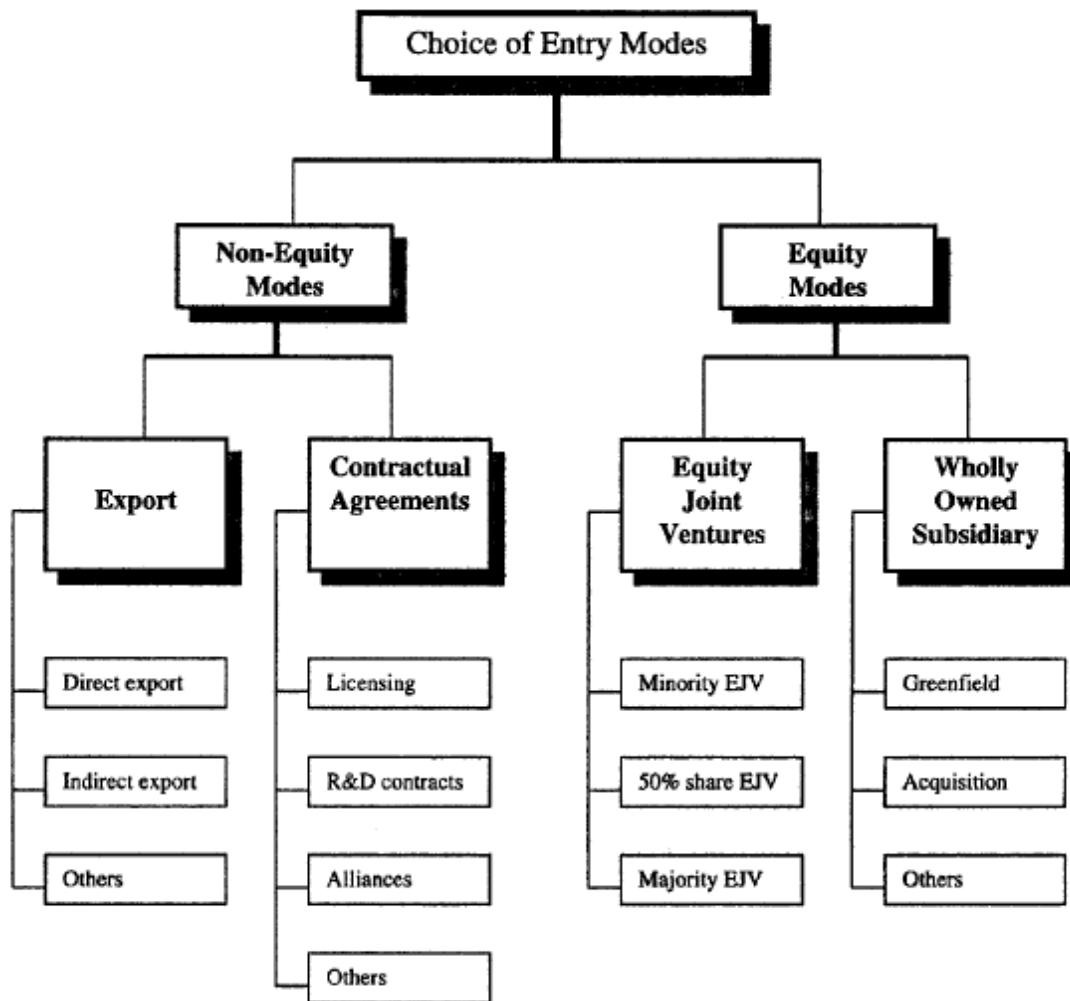 Choice of Entry Modes
Non-Equity
Modes
Equity
Modes
Export
Contractual
Agreements
Equity
Joint
Ventures
Wholly
Owned
Subsidiary
Direct export
Licensing
Minority EJV
Greenfield
Indirect export
R&D contracts
50% share EJV
Acquisition
Others
Alliances
Majority EJV
Others
Others